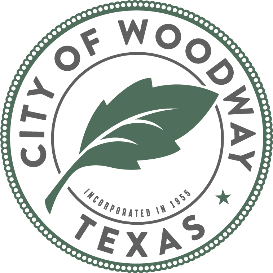 CITY OF WOODWAY
INCORPORATED IN 1955
TEXAS